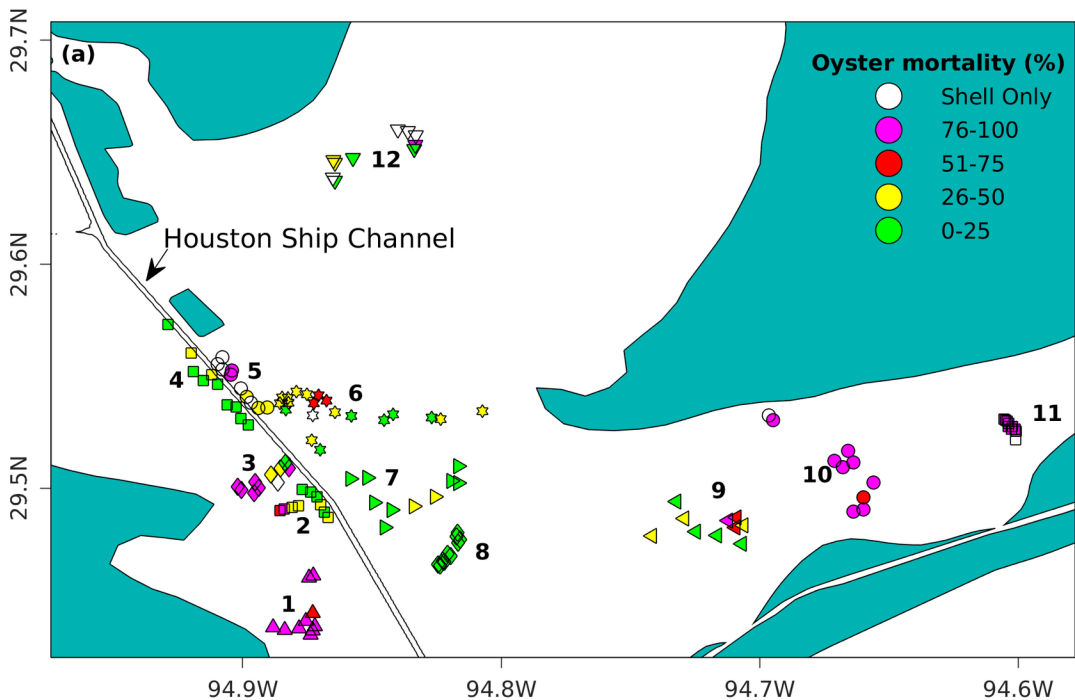 29.7N
(a)
Oyster mortality (%)
Shell Only
76-100
12
51-75
26-50
0-25
Houston Ship Channel
29.6N
5
4
6
11
3
7
10
29.5N
9
2
8
1
94.9W
94.8W
94.7W
94.6W